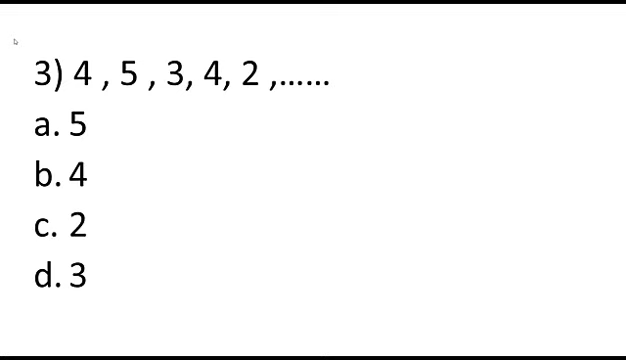 3) 4 , 5 , 3, 4, 2 ,......
a. 5
b. 4
c. 2
d. 3